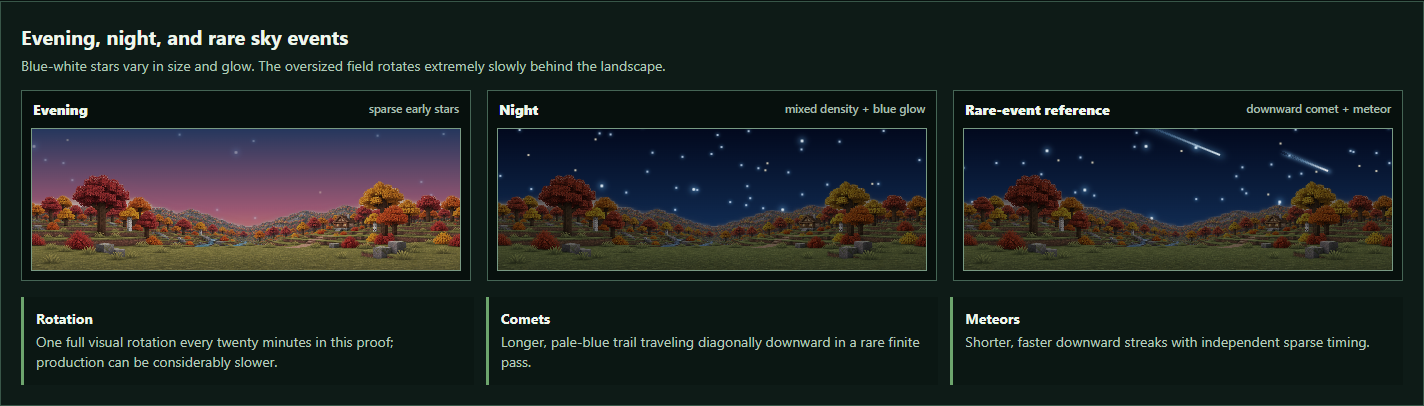 Evening, night, and rare sky events
Blue-white stars vary in size and glow. The oversized field rotates extremely slowly behind the landscape.
Evening
sparse early stars
Night
mixed density + blue glow
Rare-event reference
downward comet + meteor
Rotation
One full visual rotation every twenty minutes in this proof;
production can be considerably slower.
Comets
Longer, pale-blue trail traveling diagonally downward in a rare finite
pass.
Meteors
Shorter, faster downward streaks with independent sparse timing.